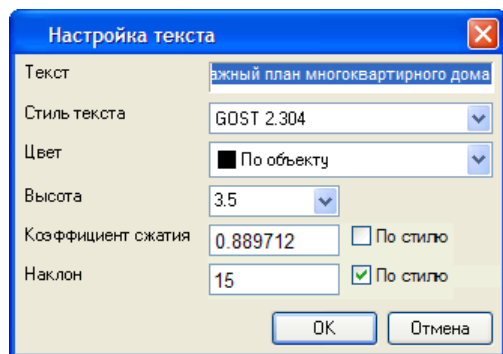 Настройка текста
Текст ажный план многоквартирного дома
Стиль текста GOST 2.304
Цвет По объекту
Высота 3.5
Коэффициент сжатия 0.889712 По стилю
Наклон 15 По стилю
OK Отмена